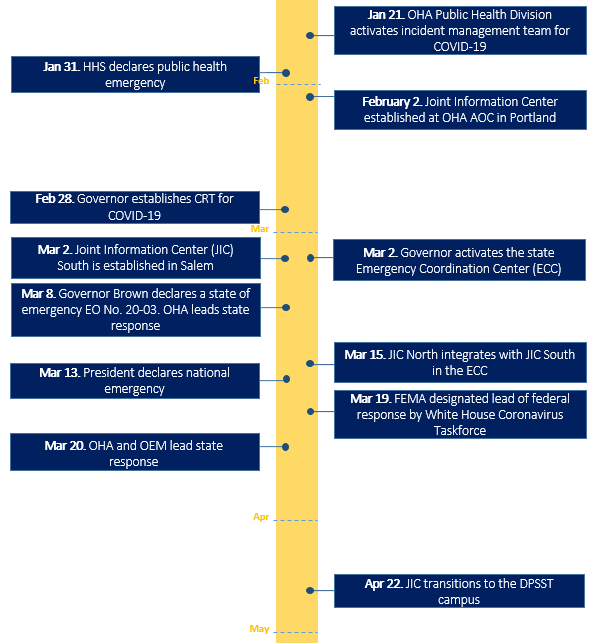 Jan 21. OHA Public Health Division
activates incident management team for
COVID-19
Jan 31. HHS declares public health
emergency
Feb
February 2. Joint Information Center
established at OHA AOC in Portland
Feb 28. Governor establishes CRT for
COVID-19
Mar
Mar 2. Joint Information Center (JIC)
South is established in Salem
Mar 2. Governor activates the state
Emergency Coordination Center (ECC)
Mar 8. Governor Brown declares a state of
emergency EO No. 20-03. OHA leads state
response
Mar 15. JIC North integrates with JIC South
in the ECC
Mar 13. President declares national
emergency
Mar 19. FEMA designated lead of federal
response by White House Coronavirus
Taskforce
Mar 20. OHA and OEM lead state
response
Apr
Apr 22. JIC transitions to the DPSST
campus
May